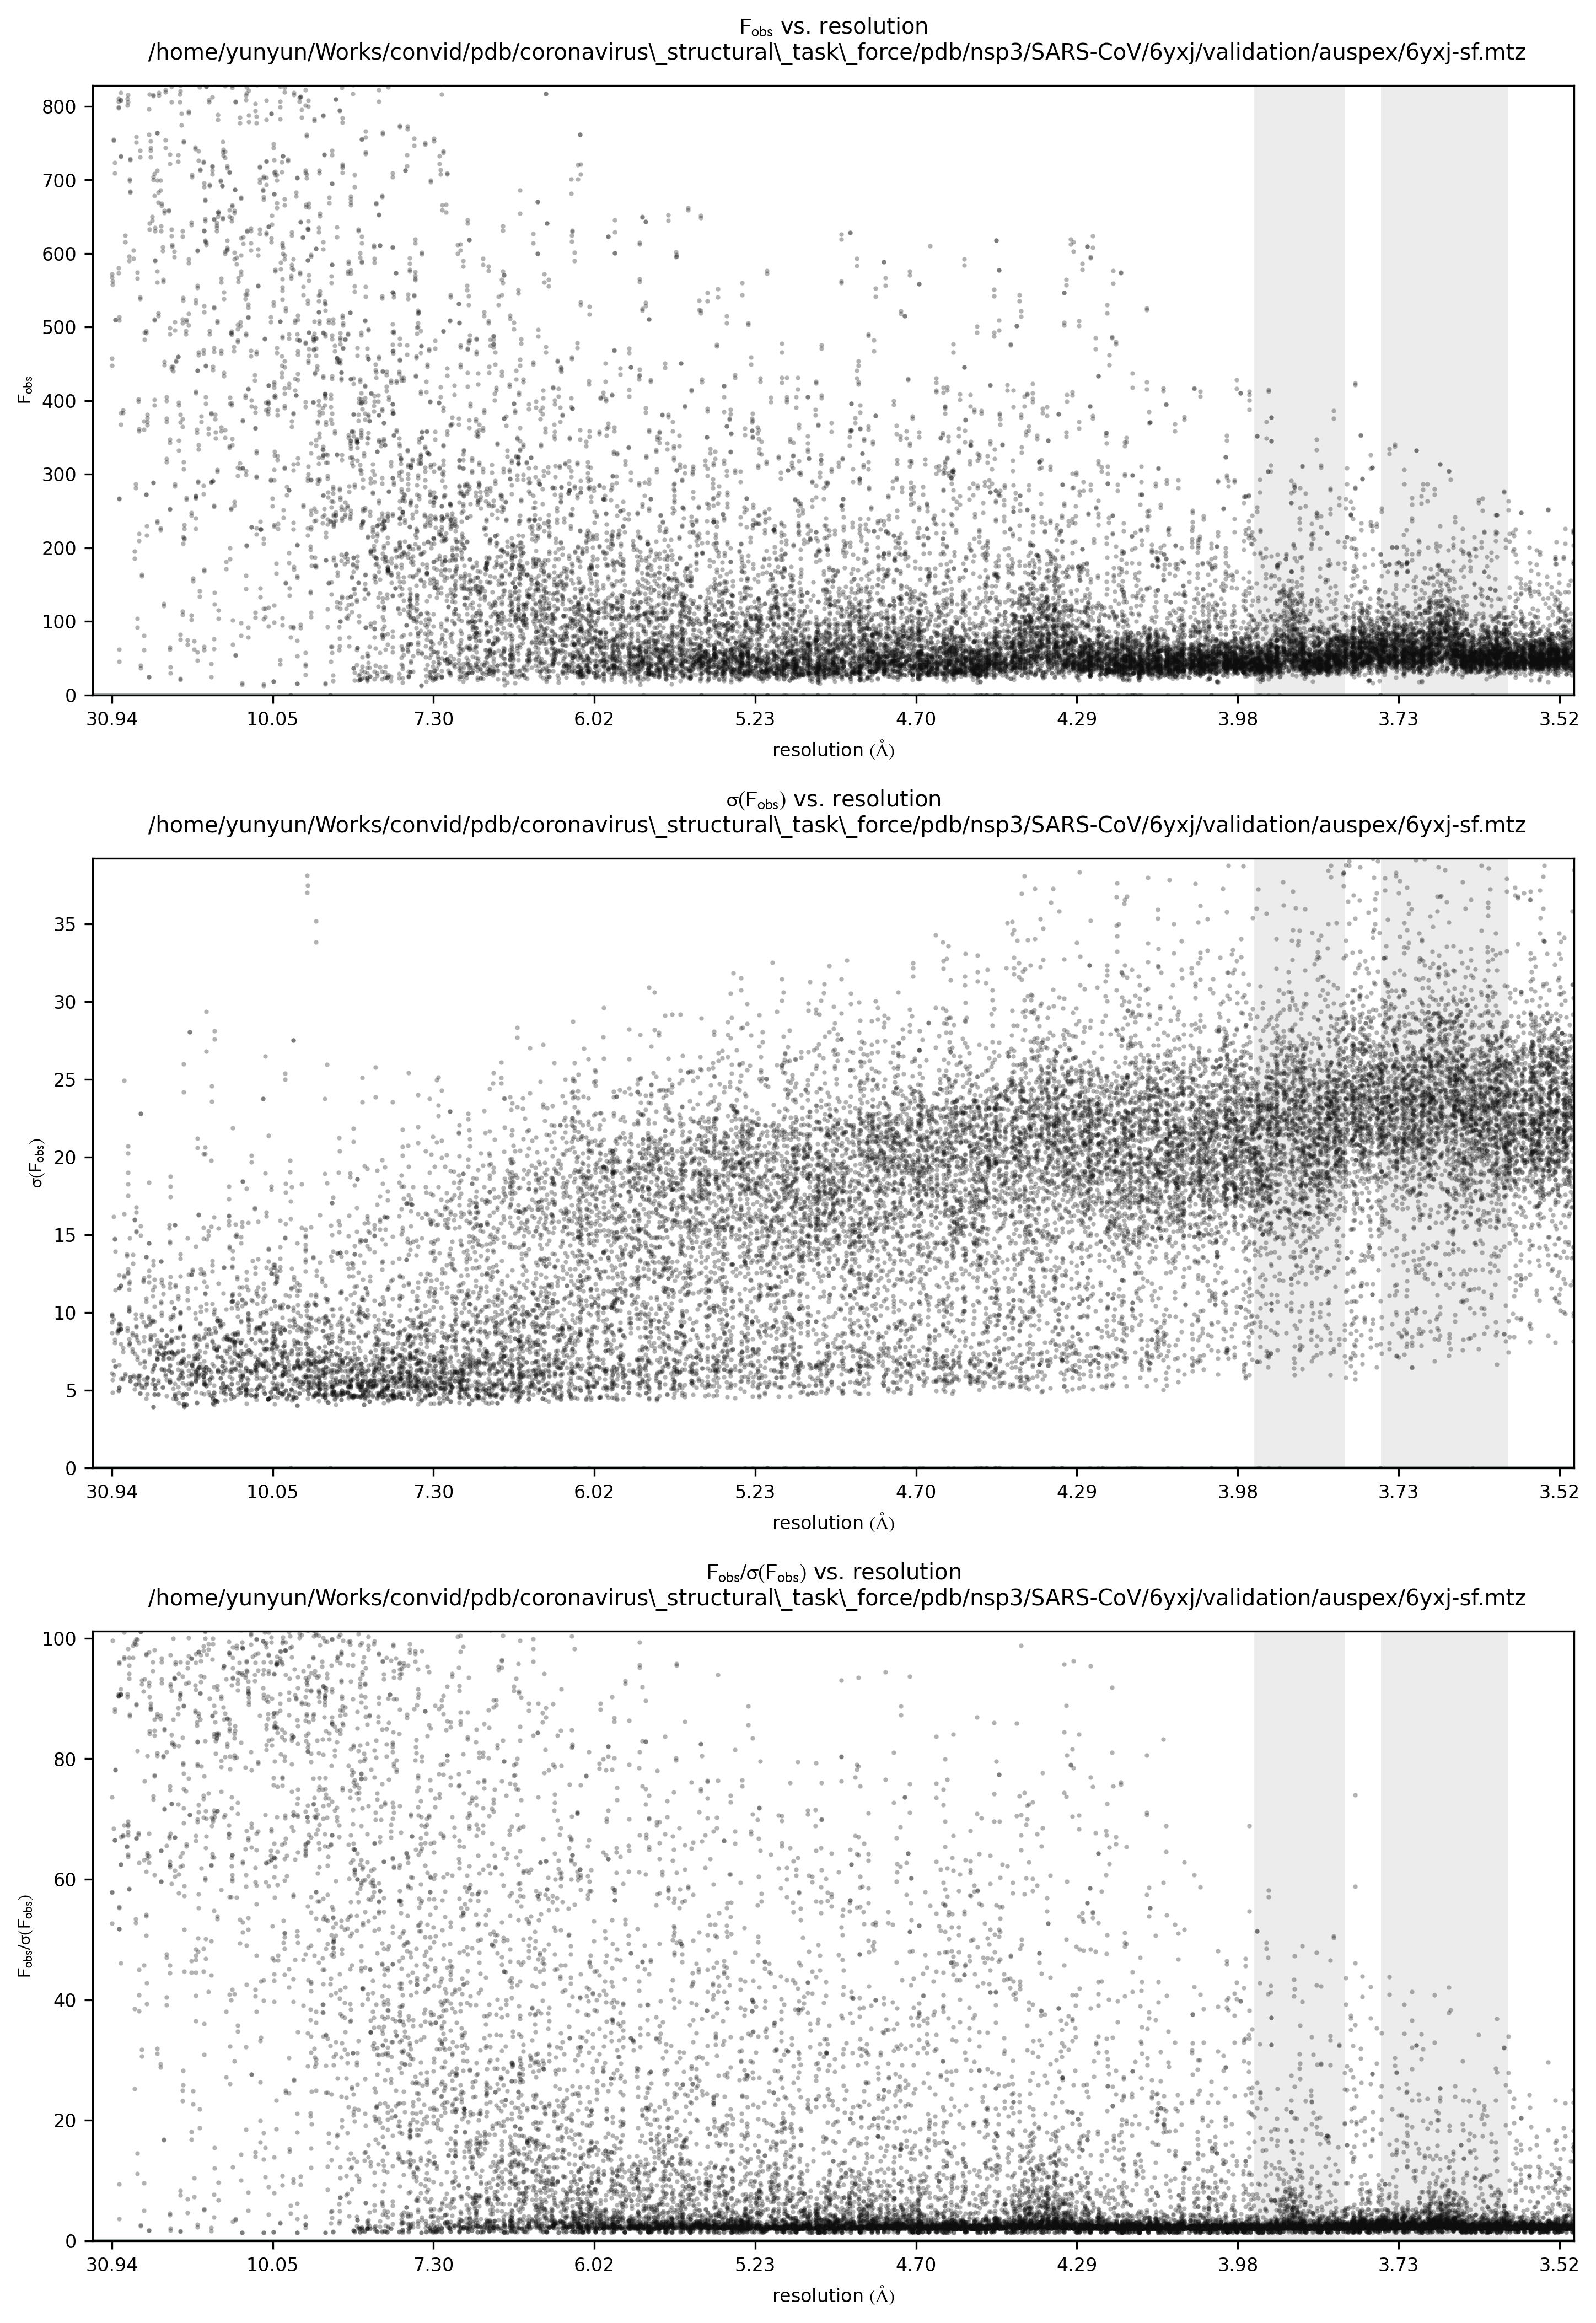 Fobs vs. resolution
/home/yunyun/Works/convid/pdb/coronavirus\_structural\_task\_force/pdb/nsp3/SARS-CoV/6yxj/validation/auspex/6yxj-sf.mtz
800
700
600
500
400
300
200
100
0
Fobs
30.94 10.05 7.30 6.02 5.23 4.70 4.29 3.98 3.73 3.52
resolution (Å)
σ(Fobs) vs. resolution
/home/yunyun/Works/convid/pdb/coronavirus\_structural\_task\_force/pdb/nsp3/SARS-CoV/6yxj/validation/auspex/6yxj-sf.mtz
35
30
25
20
15
10
5
0
σ(Fobs)
30.94 10.05 7.30 6.02 5.23 4.70 4.29 3.98 3.73 3.52
resolution (Å)
Fobs/σ(Fobs) vs. resolution
/home/yunyun/Works/convid/pdb/coronavirus\_structural\_task\_force/pdb/nsp3/SARS-CoV/6yxj/validation/auspex/6yxj-sf.mtz
100
80
60
40
20
0
Fobs/σ(Fobs)
30.94 10.05 7.30 6.02 5.23 4.70 4.29 3.98 3.73 3.52
resolution (Å)